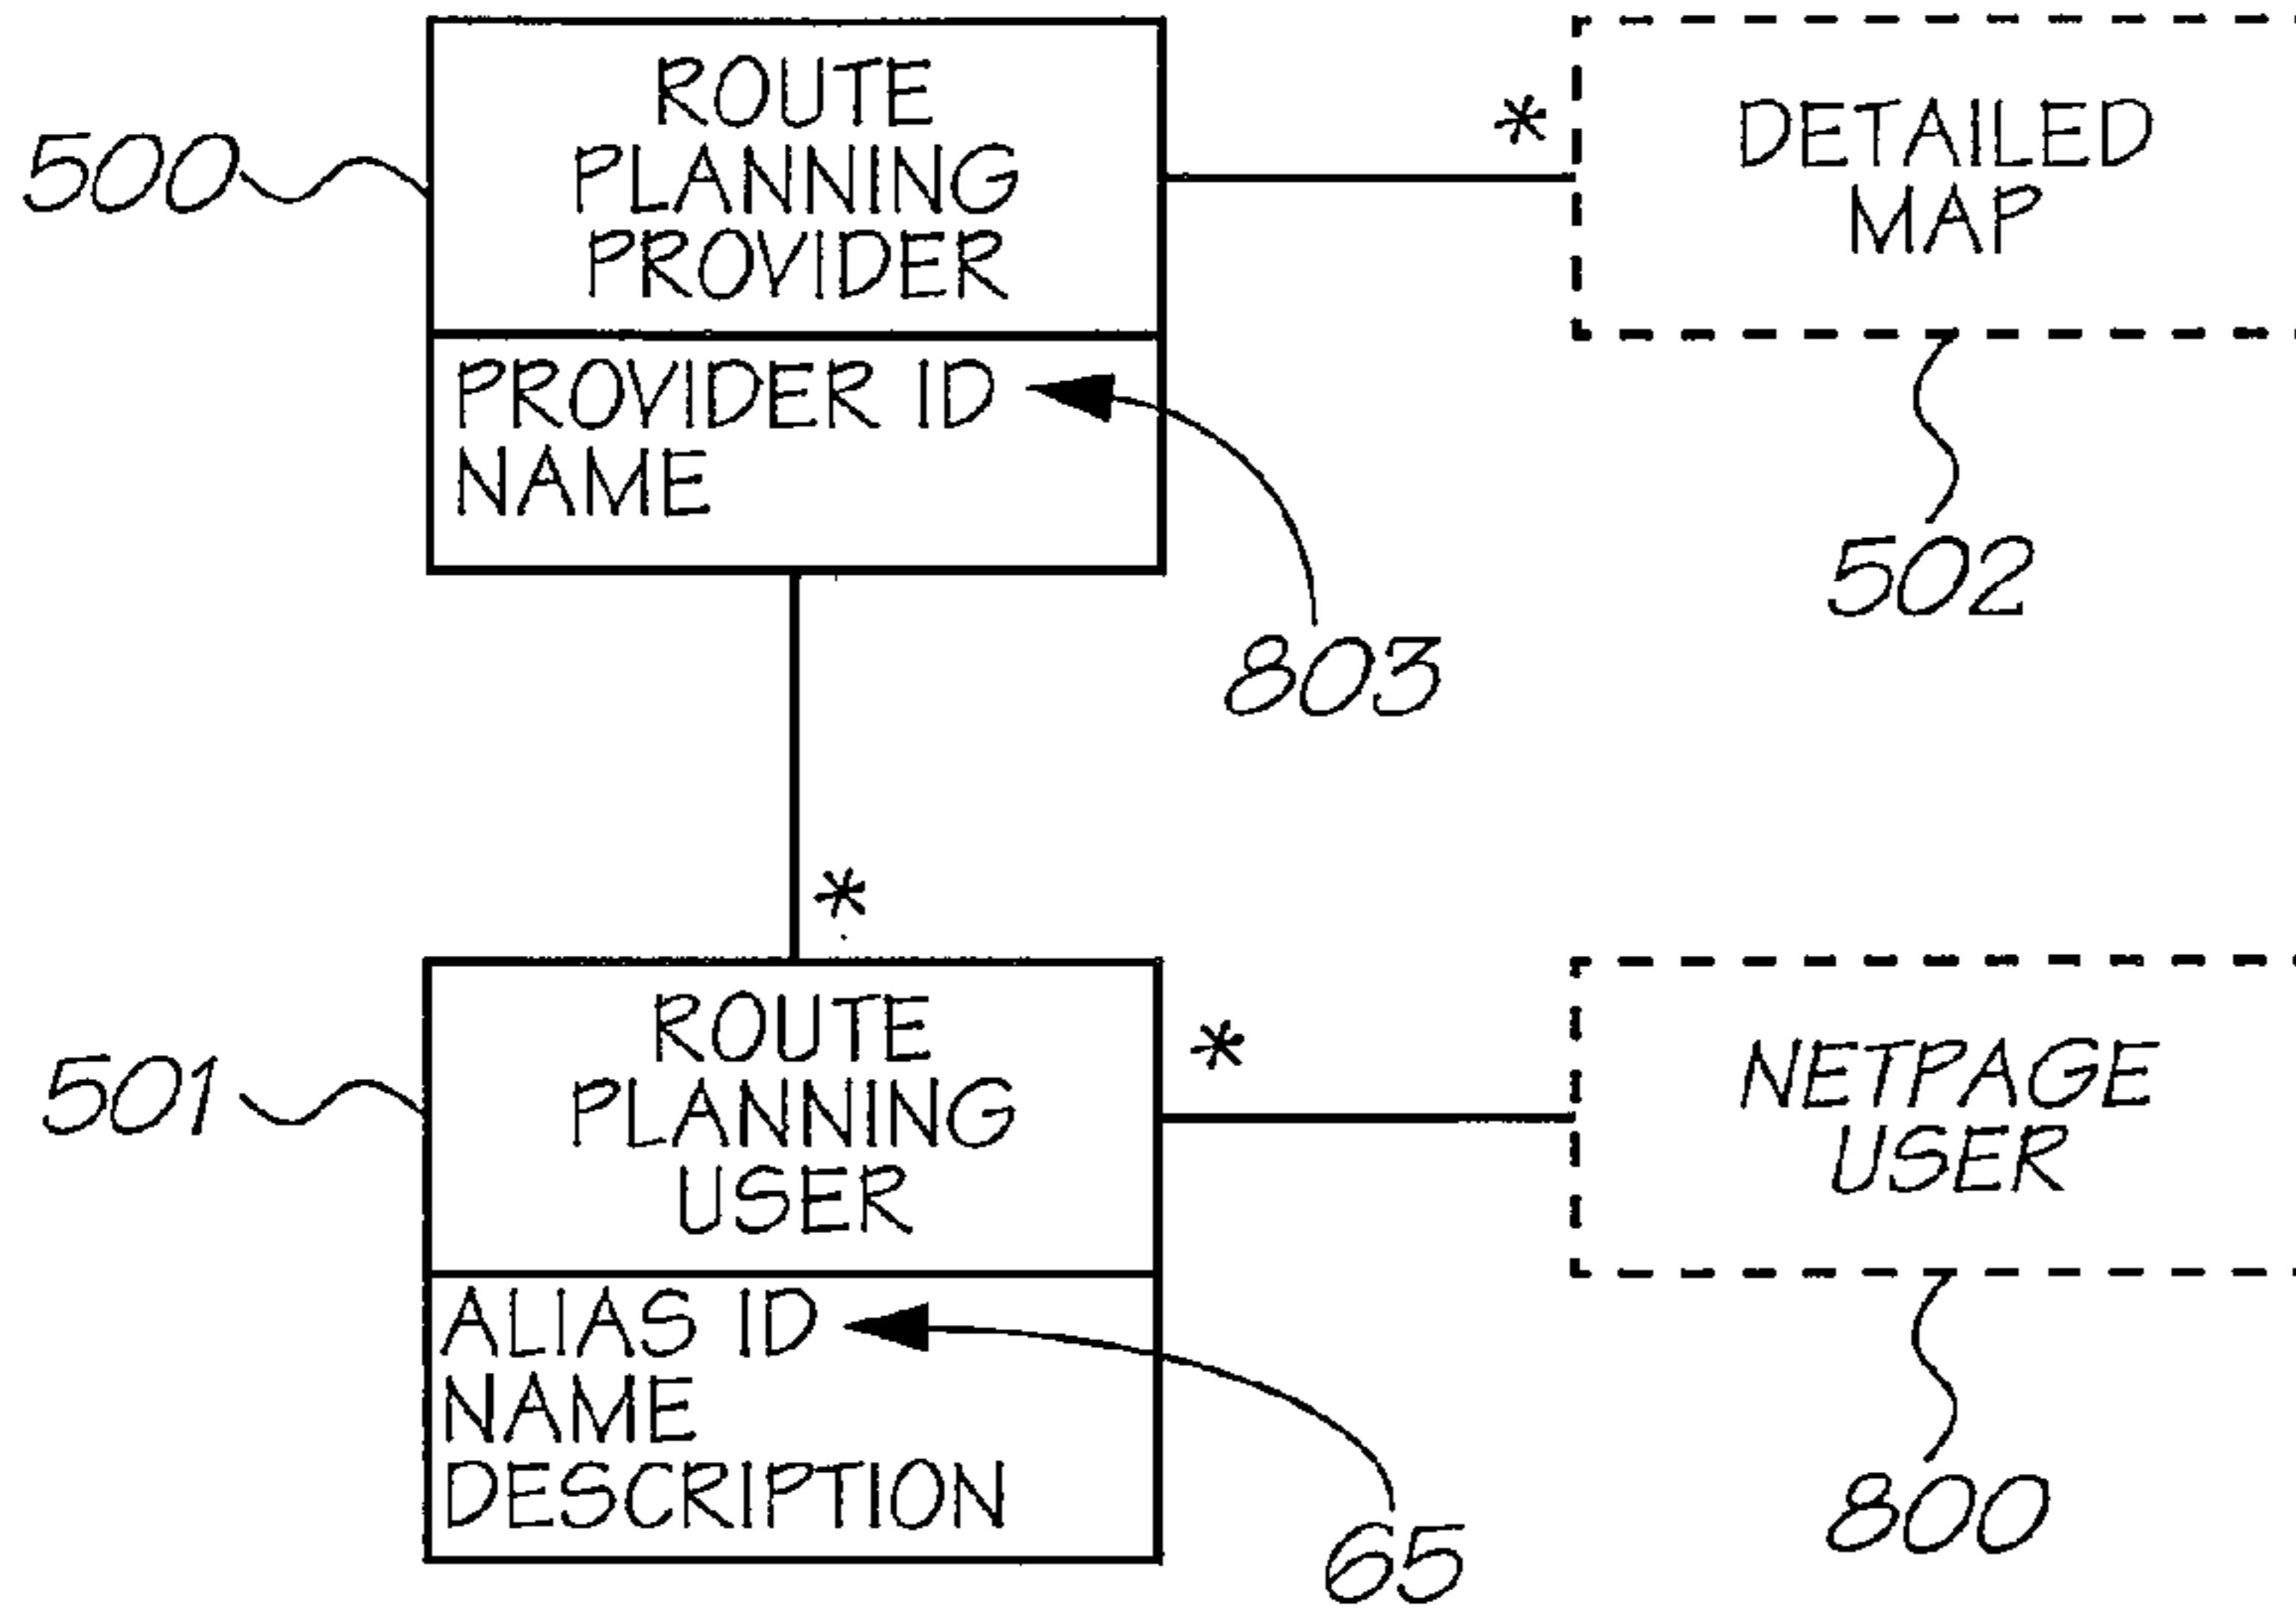 ROUTE
PLANNING
PROVIDER
500
PROVIDER ID
NAME
803
*
DETAILED
MAP
502
*
ROUTE
PLANNING
USER
501
ALIAS ID
NAME
DESCRIPTION
65
*
NETPAGE
USER
800